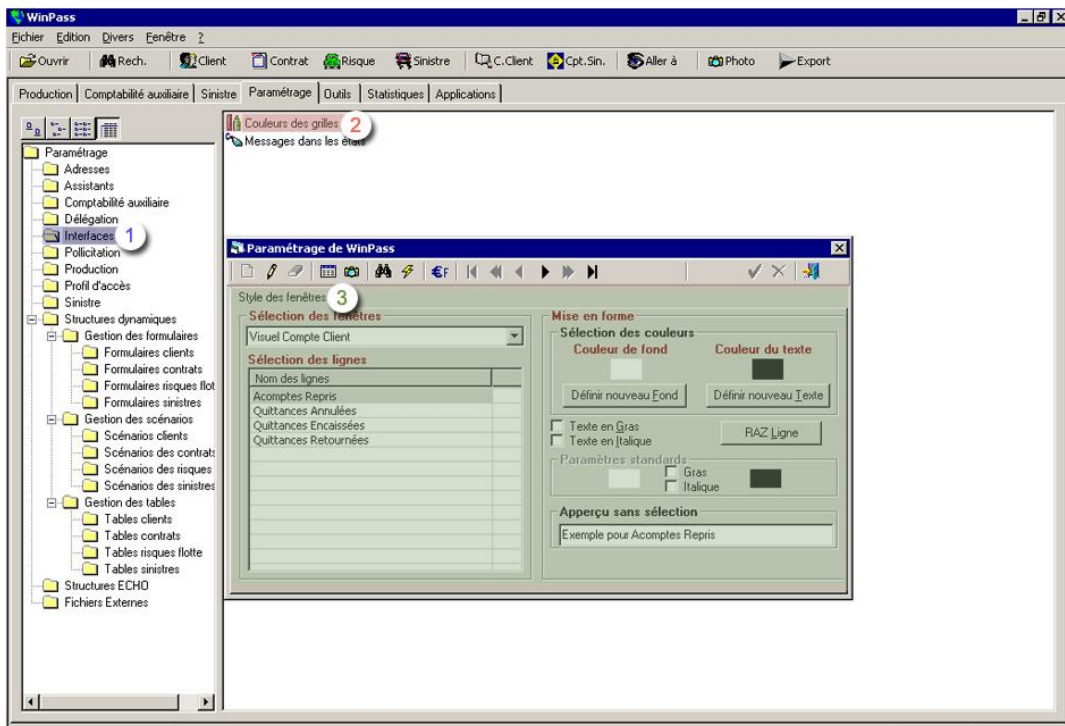 WinPass
Fichier Edition Divers Fenêtre ?
Ouvrir Rech. Client Contrat Risque Sinistre C.Client Cpt.Sin. Aller à Photo Export
Production Comptabilité auxiliaire Sinistre Paramétrage Outils Statistiques Applications
Paramétrage
Adresses
Assistants
Comptabilité auxiliaire
Délégation
Interfaces 1
Pollicitation
Production
Profil d'accès
Sinistre
Structures dynamiques
Gestion des formulaires
Formulaires clients
Formulaires contrats
Formulaires risques flot
Formulaires sinistres
Gestion des scénarios
Scénarios clients
Scénarios des contrats
Scénarios des risques
Scénarios des sinistres
Gestion des tables
Tables clients
Tables contrats
Tables risques flotte
Tables sinistres
Structures ECHO
Fichiers Externes
Couleurs des grilles 2
Messages dans les états
Paramétrage de WinPass
€F
Style des fenêtres 3
Sélection des fenêtres
Visuel Compte Client
Sélection des lignes
Nom des lignes
Acomptes Repris
Quittances Annulées
Quittances Encaissées
Quittances Retournées
Mise en forme
Sélection des couleurs
Couleur de fond Couleur du texte
Définir nouveau Fond Définir nouveau Texte
Texte en Gras
Texte en Italique
RAZ Ligne
Paramètres standards
Gras
Italique
Apperçu sans sélection
Exemple pour Acomptes Repris